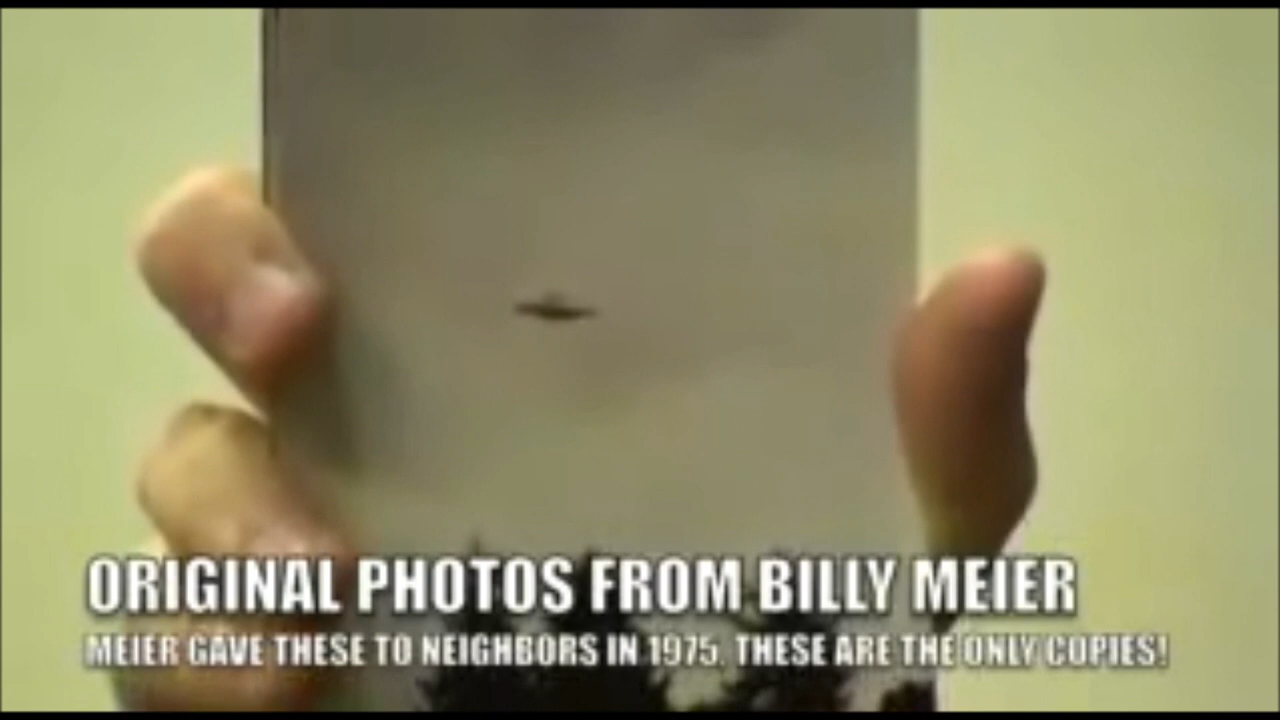 ORIGINAL PHOTOS FROM BILLY MEIER
MEIER GAVE THESE TO NEIGHBORS IN 1975. THESE ARE THE ONLY COPIES!